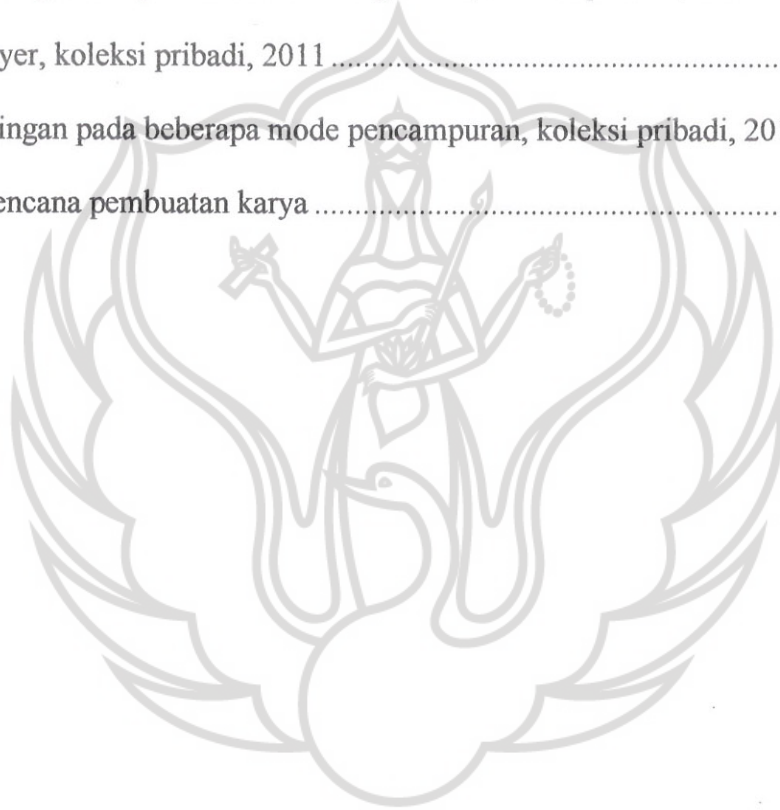 yer, koleksi pribadi, 2011 ........................................................................
ingan pada beberapa mode pencampuran, koleksi pribadi, 20
encana pembuatan karya ........................................................................